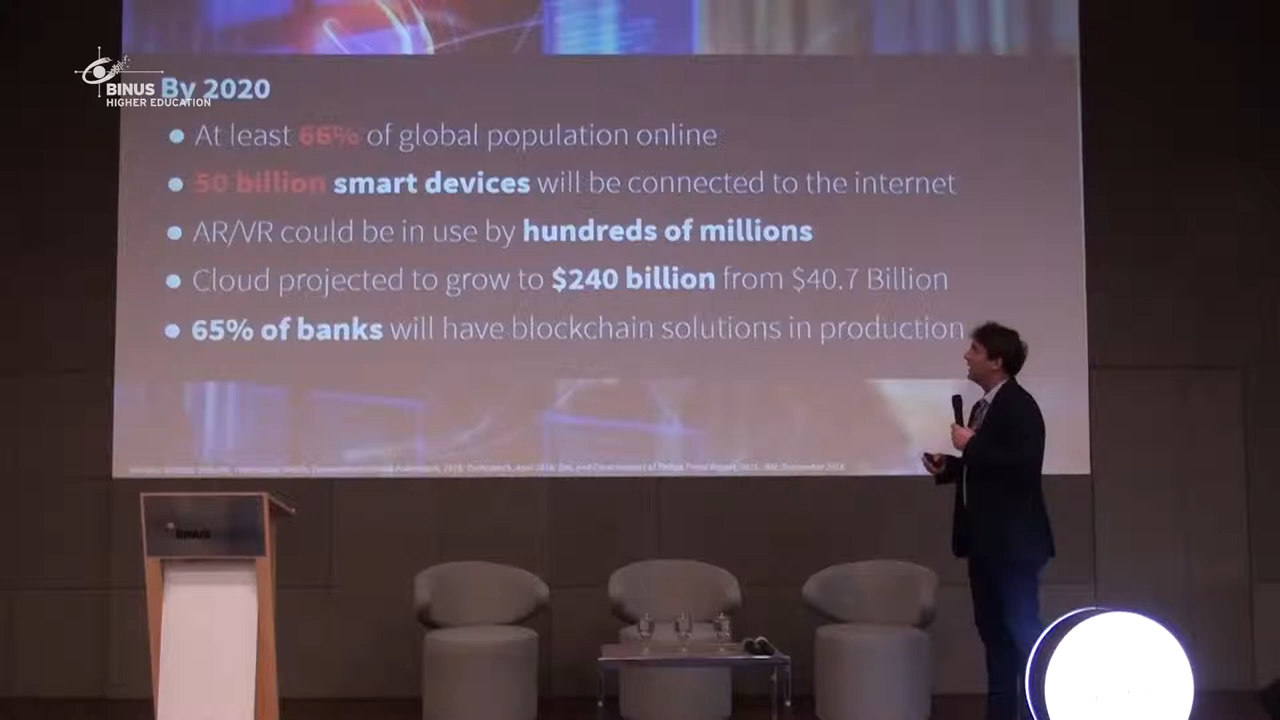 BINUS
HIGHER EDUCATION
By 2020
At least 66% of global population online
50 billion smart devices will be connected to the internet
AR/VR could be in use by hundreds of millions
Cloud projected to grow to $240 billion from $40.7 Billion
65% of banks will have blockchain solutions in production
BINUS